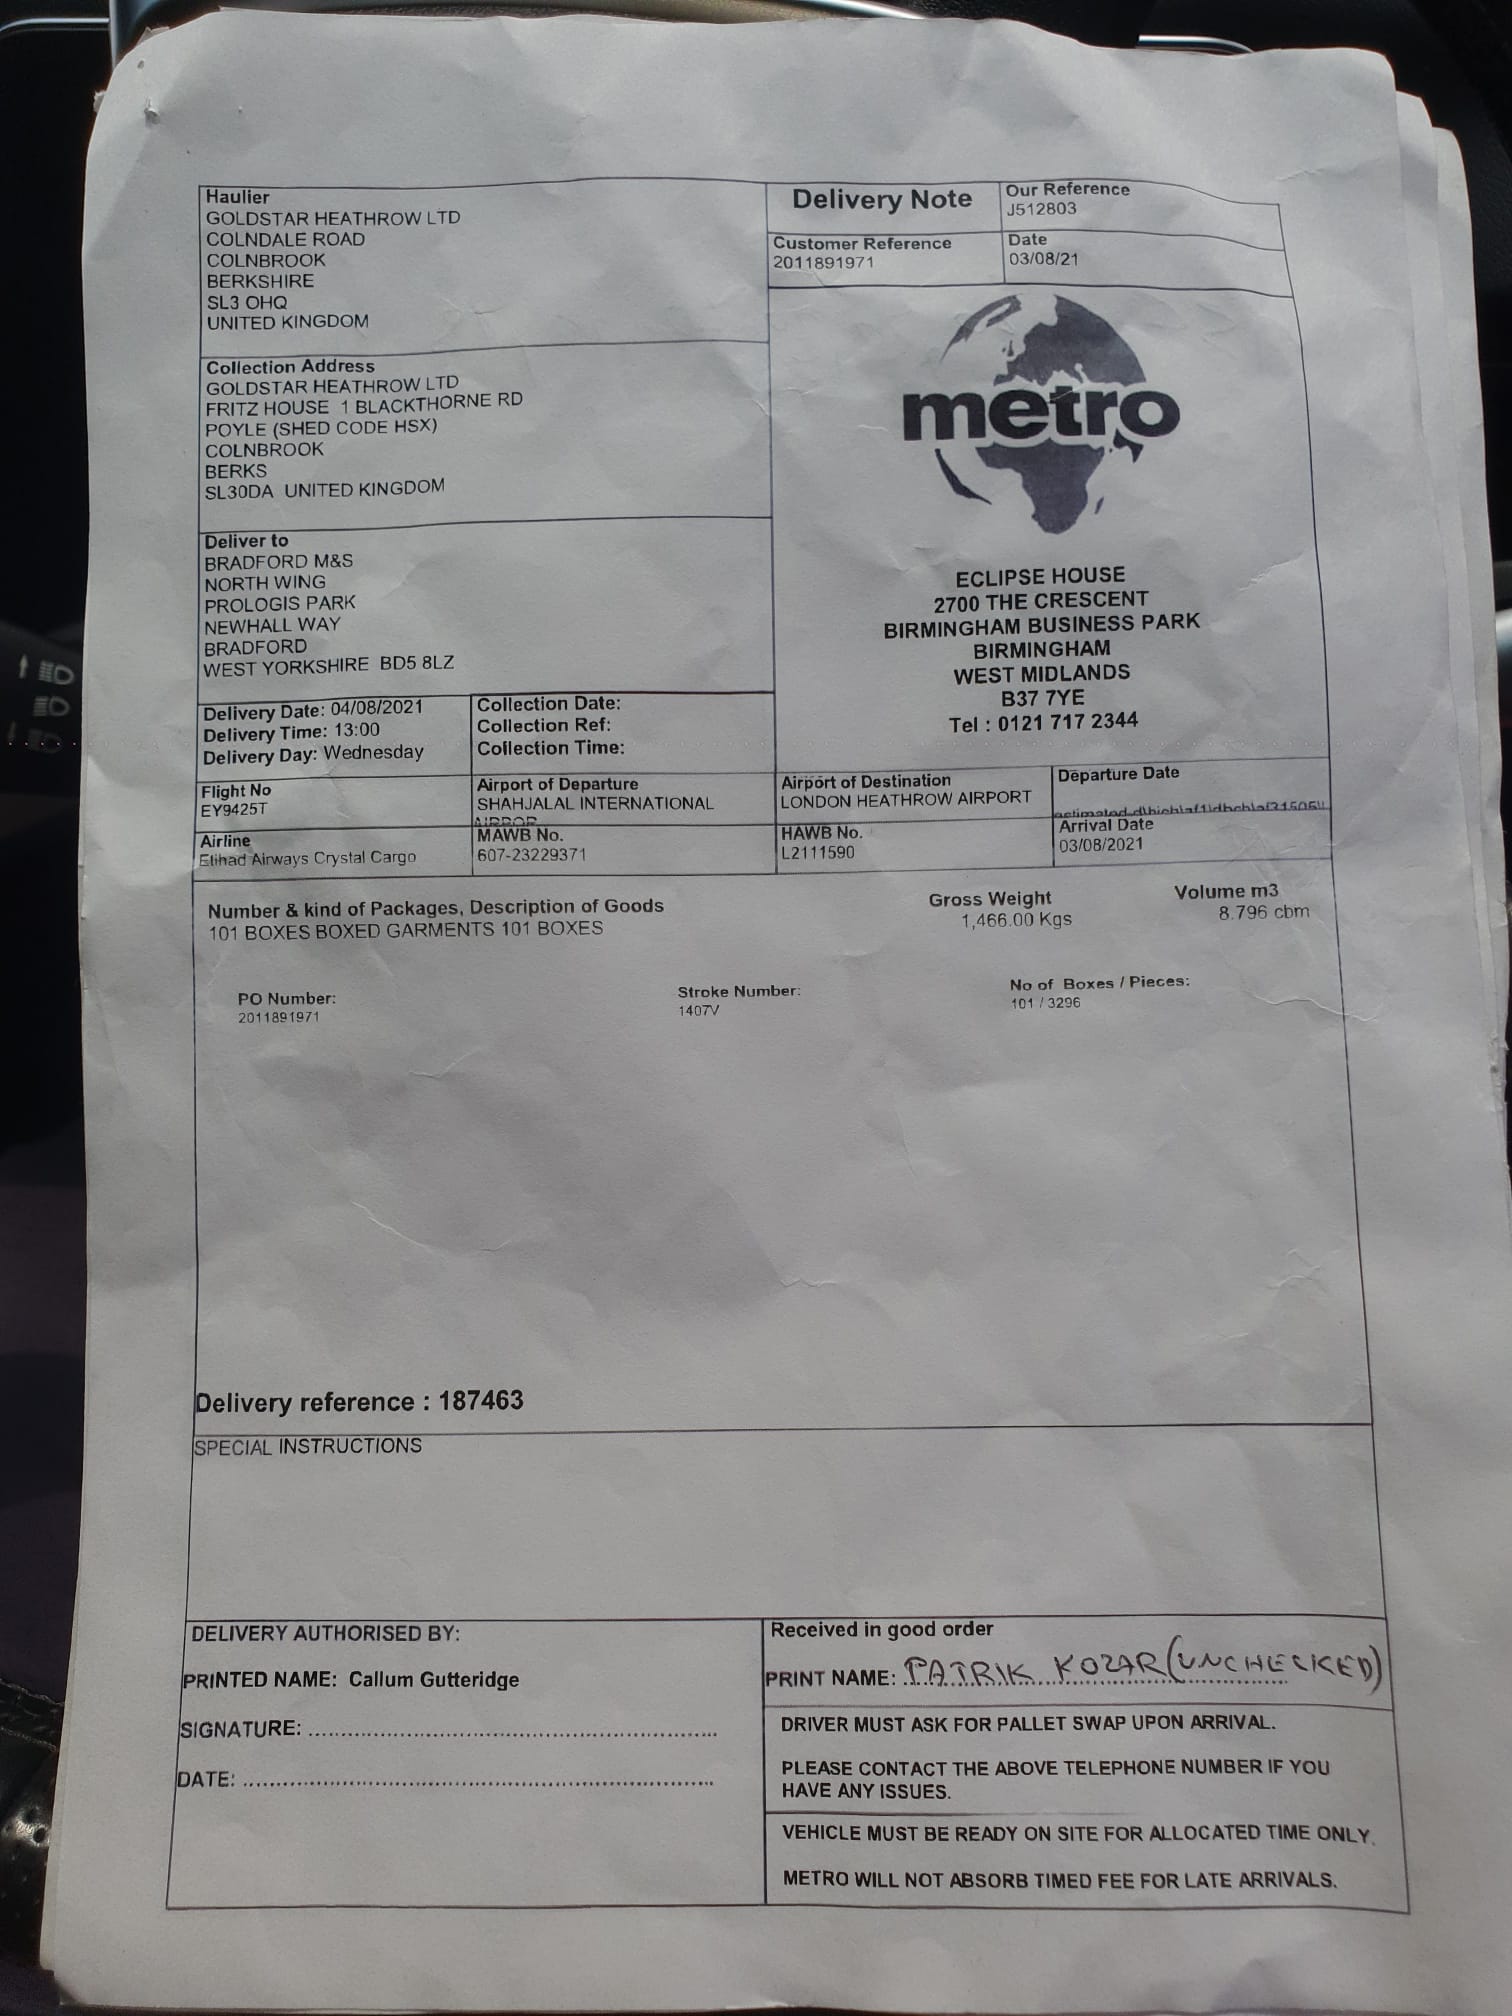 Haulier
GOLDSTAR HEATHROW LTD
COLNDALE ROAD
COLNBROOK
BERKSHIRE
SL3 OHQ
UNITED KINGDOM
Delivery Note
Our Reference
J512803
Customer Reference
2011891971
Date
03/08/21
Collection Address
GOLDSTAR HEATHROW LTD
FRITZ HOUSE 1 BLACKTHORNE RD
POYLE (SHED CODE HSX)
COLNBROOK
BERKS
SL30DA UNITED KINGDOM
metro
ECLIPSE HOUSE
2700 THE CRESCENT
BIRMINGHAM BUSINESS PARK
BIRMINGHAM
WEST MIDLANDS
B37 7YE
Tel : 0121 717 2344
Deliver to
BRADFORD M&S
NORTH WING
PROLOGIS PARK
NEWHALL WAY
BRADFORD
WEST YORKSHIRE BD5 8LZ
Delivery Date: 04/08/2021
Delivery Time: 13:00
Delivery Day: Wednesday
Collection Date:
Collection Ref:
Collection Time:
Flight No
EY9425T
Airport of Departure
SHAHJALAL INTERNATIONAL
Airport of Destination
LONDON HEATHROW AIRPORT
Departure Date
Airline
Etihad Airways Crystal Cargo
MAWB No.
607-23229371
HAWB No.
L2111590
Arrival Date
03/08/2021
Number & kind of Packages, Description of Goods
101 BOXES BOXED GARMENTS 101 BOXES
Gross Weight
1,466.00 Kgs
Volume m3
8.796 cbm
PO Number:
2011891971
Stroke Number:
1407V
No of Boxes / Pieces:
101 / 3296
Delivery reference : 187463
SPECIAL INSTRUCTIONS
DELIVERY AUTHORISED BY:
PRINTED NAME: Callum Gutteridge
SIGNATURE:
DATE:
Received in good order
PRINT NAME: PATRIK KOZAR (UNCHECKED)
DRIVER MUST ASK FOR PALLET SWAP UPON ARRIVAL.
PLEASE CONTACT THE ABOVE TELEPHONE NUMBER IF YOU
HAVE ANY ISSUES.
VEHICLE MUST BE READY ON SITE FOR ALLOCATED TIME ONLY.
METRO WILL NOT ABSORB TIMED FEE FOR LATE ARRIVALS.